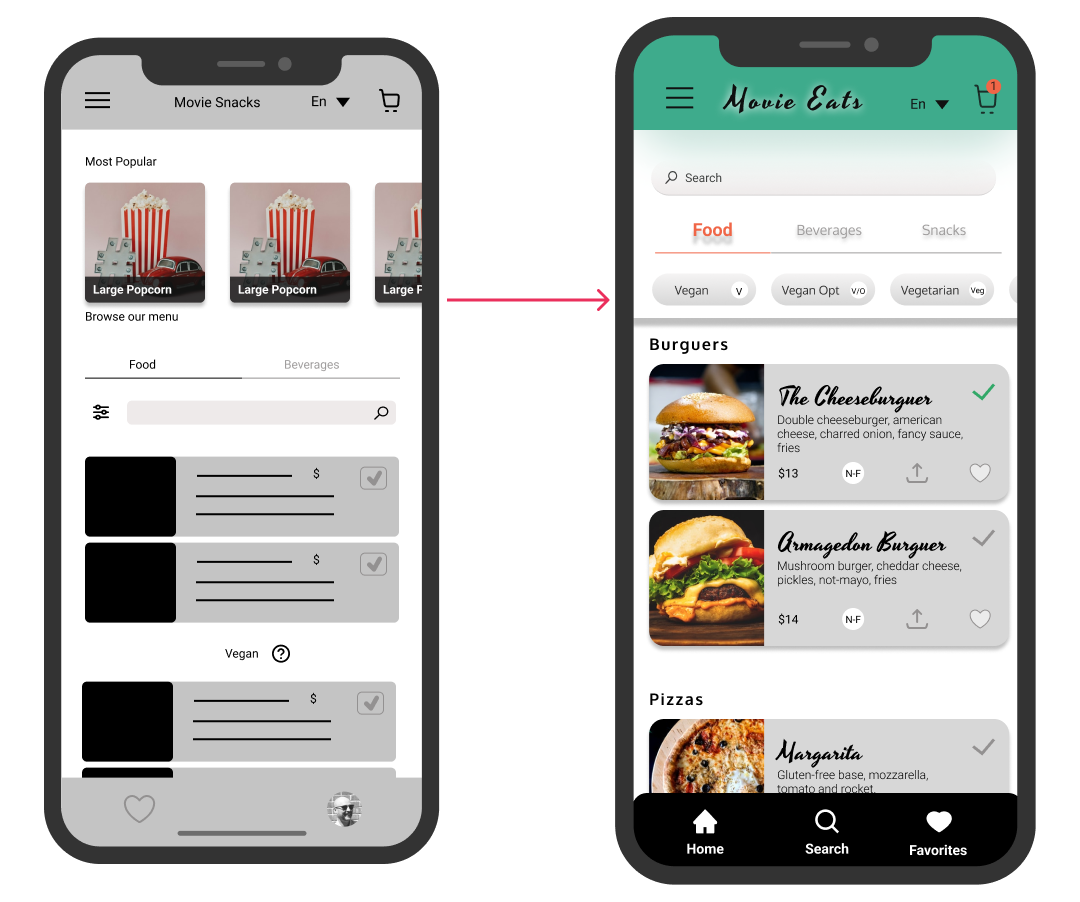 Movie Snacks
En
Most Popular
Large Popcorn
Large Popcorn
Large F
Browse our menu
Food
Beverages
$
$
Vegan
?
$
Movie Eats
En
1
Search
Food
Beverages
Snacks
Vegan
V
Vegan Opt
V/O
Vegetarian
Veg
Burguers
The Cheeseburguer
Double cheeseburger, american
cheese, charred onion, fancy sauce,
fries
$13
N-F
Armagedon Burguer
Mushroom burger, cheddar cheese,
pickles, not-mayo, fries
$14
N-F
Pizzas
Margarita
Gluten-free base, mozzarella,
tomato and rocket.
Home
Search
Favorites